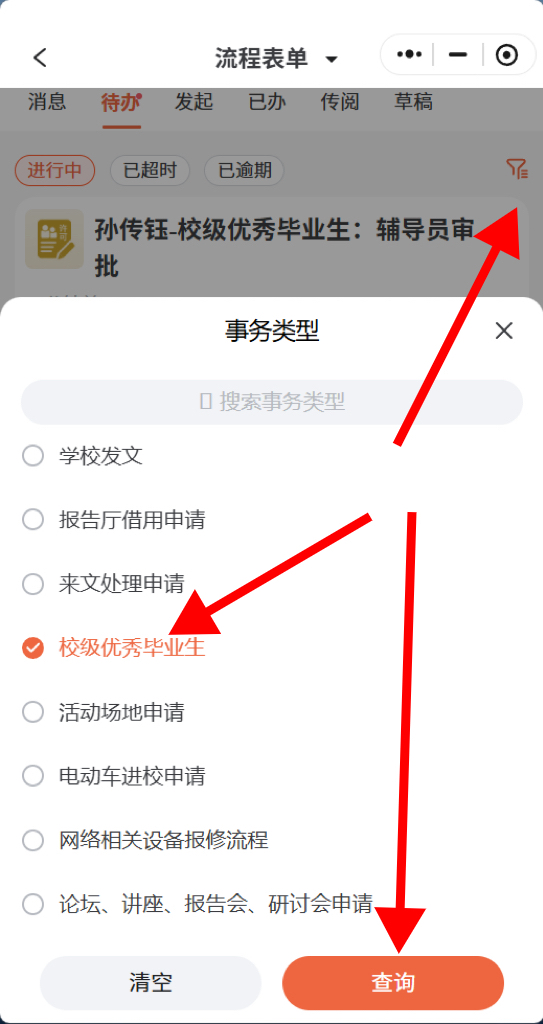 流程表单
消息 待办 发起 已办 传阅 草稿
进行中 已超时 已逾期
许可
孙传钰-校级优秀毕业生：辅导员审
批
事务类型
搜索事务类型
学校发文
报告厅借用申请
来文处理申请
校级优秀毕业生
活动场地申请
电动车进校申请
网络相关设备报修流程
论坛、讲座、报告会、研讨会申请
清空 查询